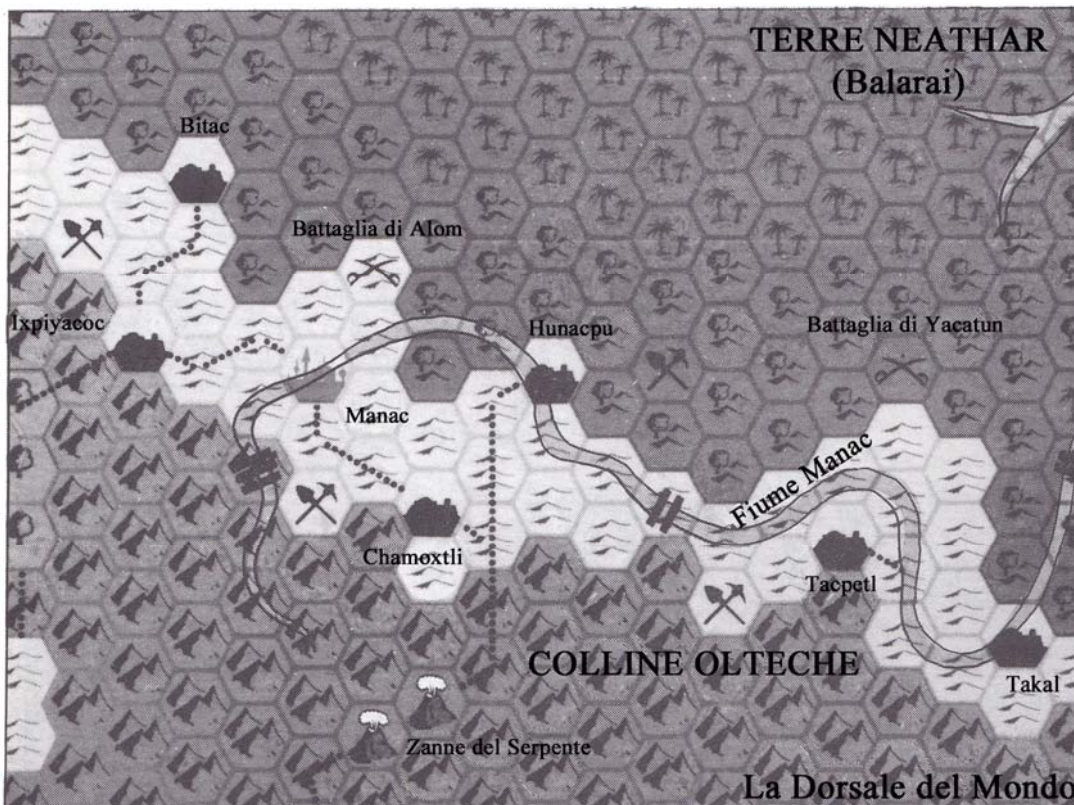 TERRE NEATHAR
(Balarai)
Bitac
Battaglia di Alom
Ixpiyacoc
Hunacpu
Battaglia di Yacatun
Manac
Fiume Manac
Chamoxtli
Tacpetl
COLLINE OLTECHE
Takal
Zanne del Serpente
La Dorsale del Mondo